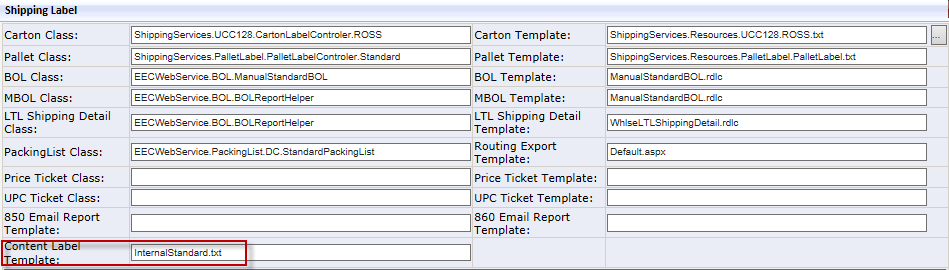 Shipping Label
Carton Class: ShippingServices.UCC128.CartonLabelControler.ROSS Carton Template: ShippingServices.Resources.UCC128.ROSS.txt ...
Pallet Class: ShippingServices.PalletLabel.PalletLabelControler.Standard Pallet Template: ShippingServices.Resources.PalletLabel.PalletLabel.txt
BOL Class: EECWebService.BOL.ManualStandardBOL BOL Template: ManualStandardBOL.rdlc
MBOL Class: EECWebService.BOL.BOLReportHelper MBOL Template: ManualStandardBOL.rdlc
LTL Shipping Detail Class: EECWebService.BOL.BOLReportHelper LTL Shipping Detail Template: WhlseLTLShippingDetail.rdlc
PackingList Class: EECWebService.PackingList.DC.StandardPackingList Routing Export Template: Default.aspx
Price Ticket Class: Price Ticket Template:
UPC Ticket Class: UPC Ticket Template:
850 Email Report Template: 860 Email Report Template:
Content Label Template: InternalStandard.txt